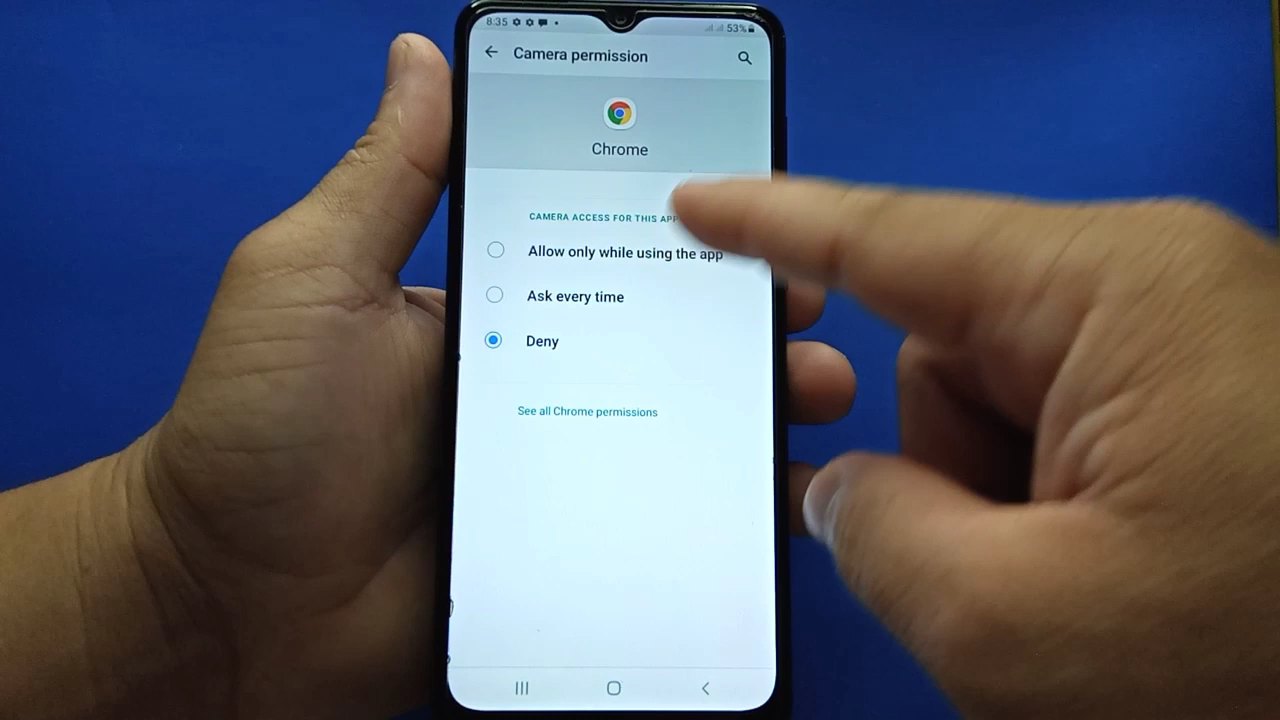 8:35 53%
Camera permission
Chrome
CAMERA ACCESS FOR THIS APP
Allow only while using the app
Ask every time
Deny
See all Chrome permissions